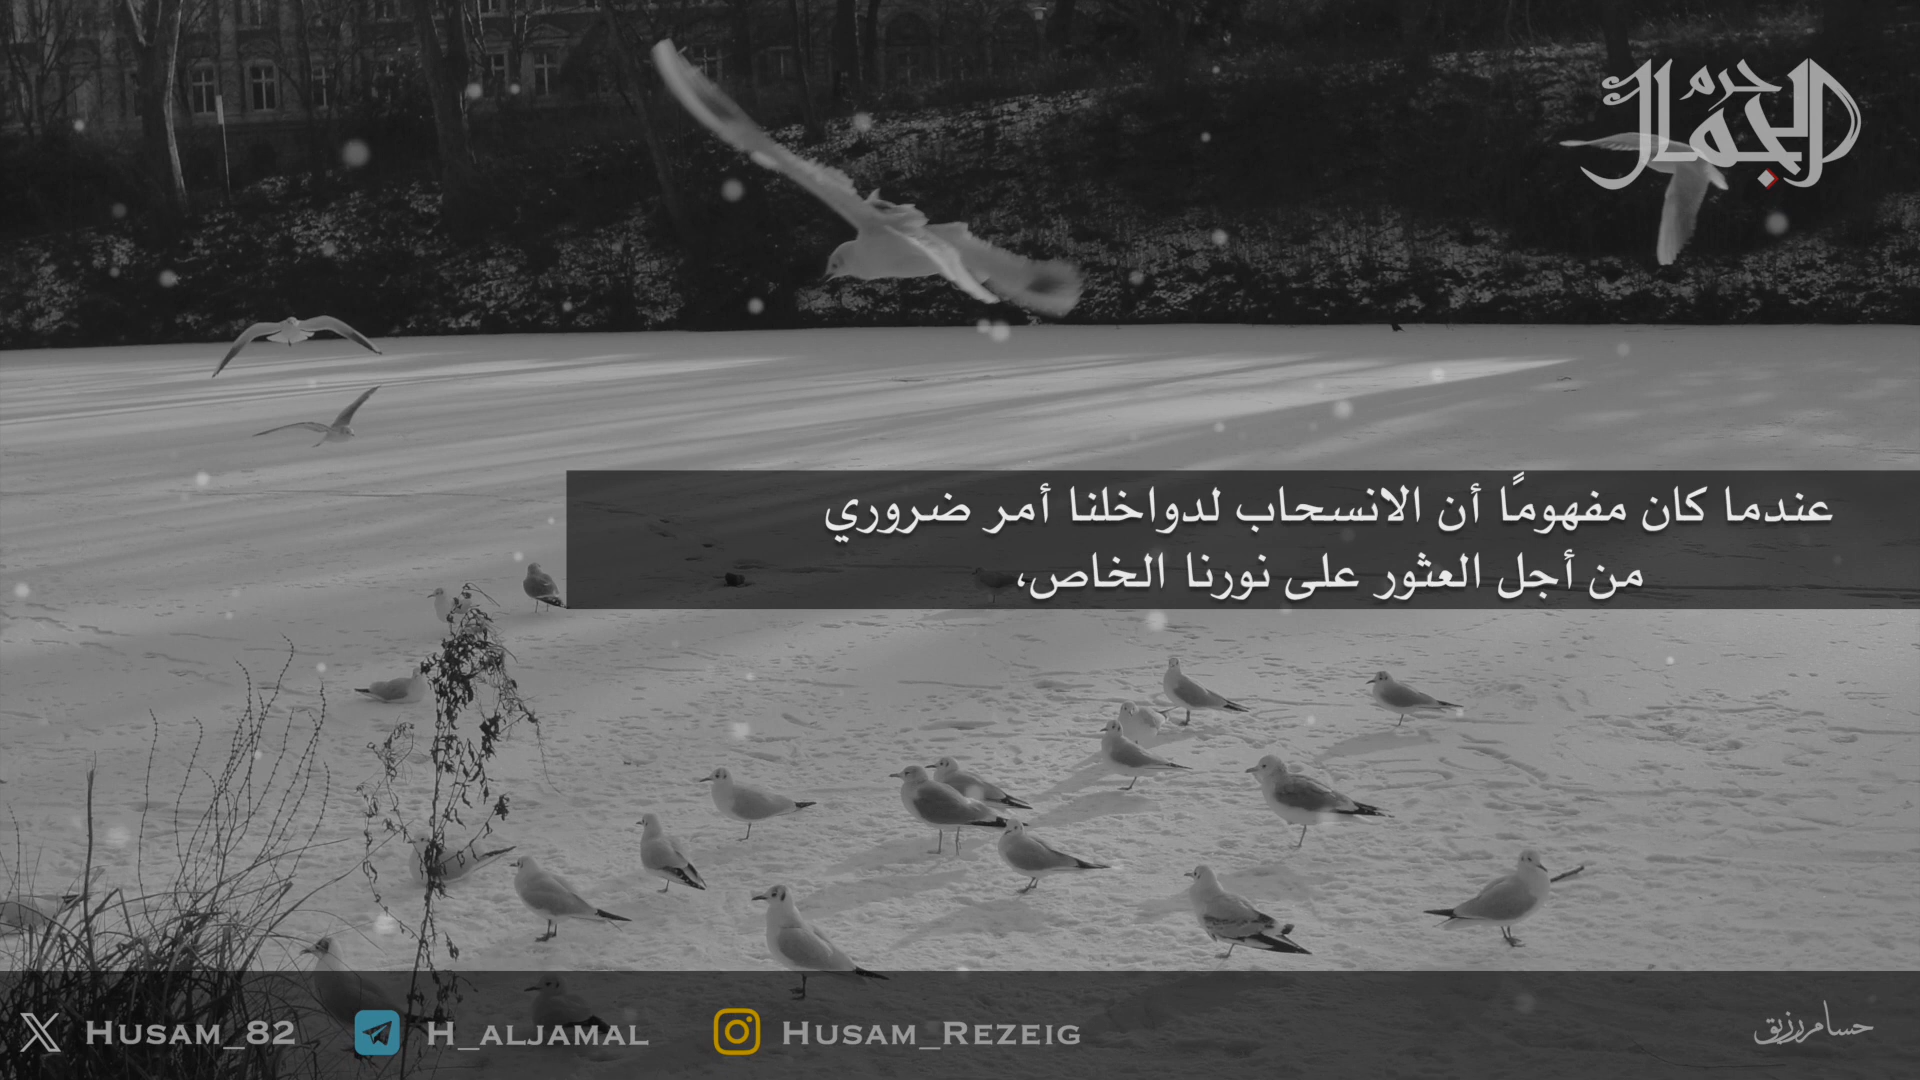 حرم
الجمال
عندما كان مفهومًا أن الانسحاب لدواخلنا أمر ضروري
من أجل العثور على نورنا الخاص،
Husam_82
H_aljamal
Husam_Rezeig
حسام رزيق